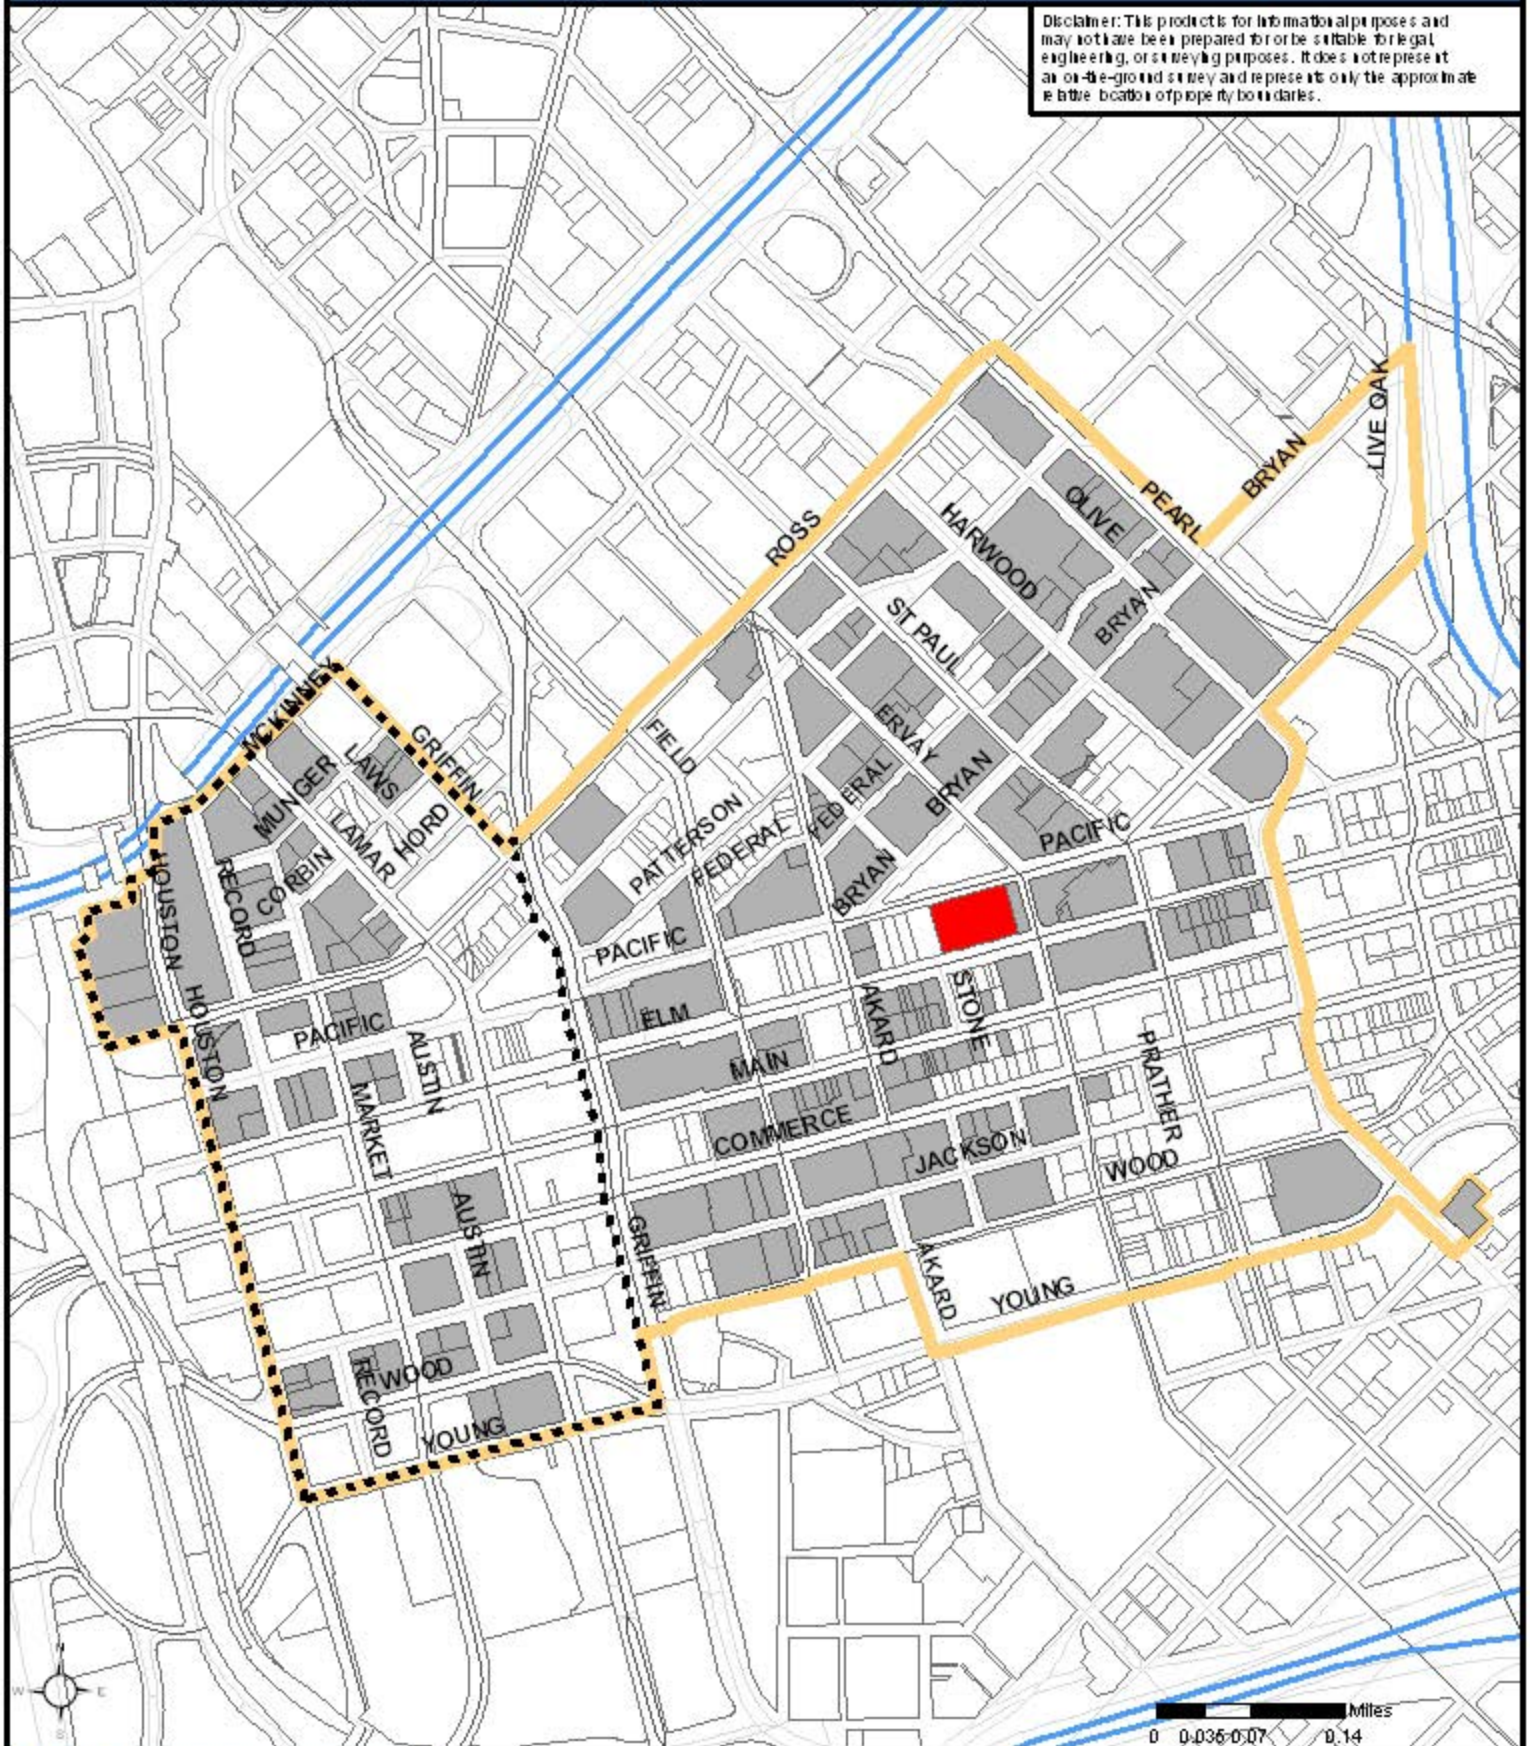 Disclaimer: This product is for informational purposes and
may not have been prepared for or be suitable for legal,
engineering, or surveying purposes. It does not represent
an on-the-ground survey and represents only the approximate
relative location of property boundaries.
LIVE OAK
BRYAN
PEARL
OLIVE
ROSS
HARWOOD
BRYAN
ST PAUL
MCKINNEY
GRIFFIN
FIELD
ERVAY
LAWS
MUNGER
FEDERAL
BRYAN
LAMAR
HORD
PATTERSON
FEDERAL
PACIFIC
CORBIN
RECORD
HOUSTON
BRYAN
PACIFIC
STONE
AKARD
ELM
HOUSTON
PACIFIC
AUSTIN
MAIN
PRATHER
MARKET
COMMERCE
JACKSON
WOOD
AUSTIN
GRIFFIN
AKARD
YOUNG
WOOD
RECORD
YOUNG
N
W E
S
Miles
0 0.035 0.07 0.14